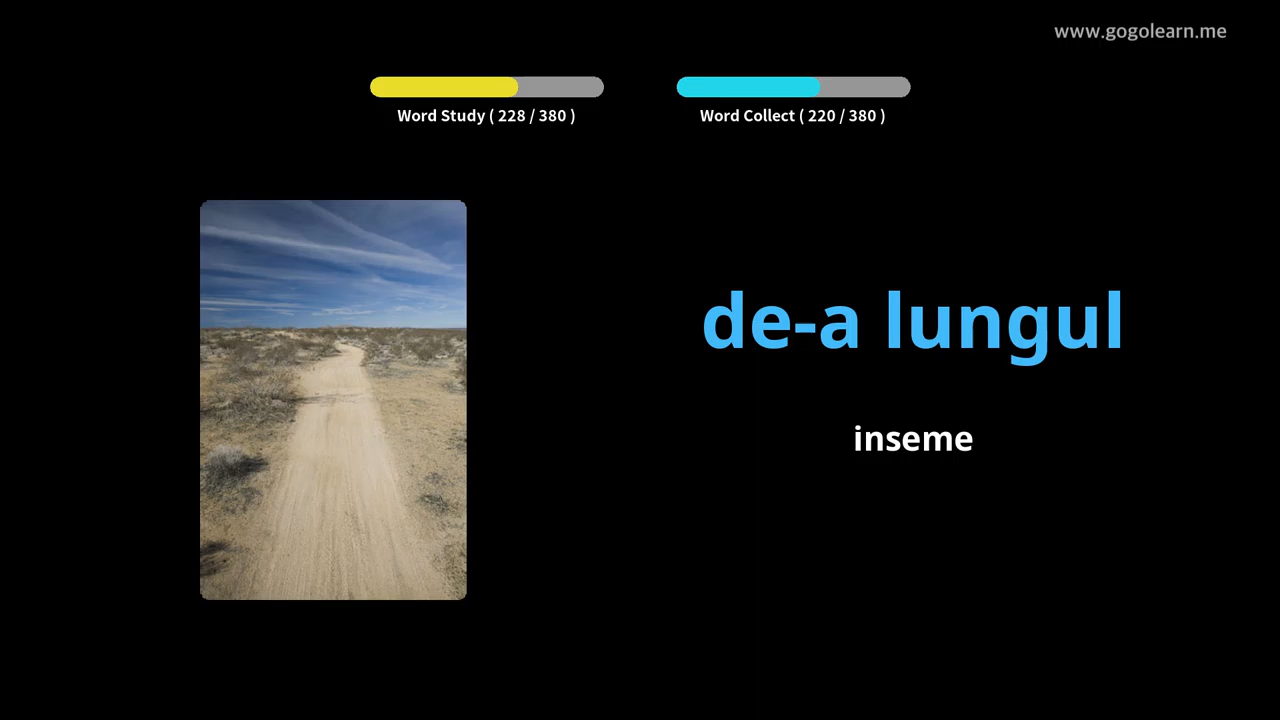 www.gogolearn.me
Word Study ( 228 / 380 )
Word Collect ( 220 / 380 )
de-a lungul
inseme